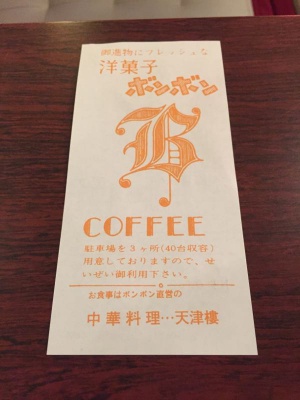 御進物にフレッシュな
洋菓子
ボンボン
B
COFFEE
駐車場を3ヶ所(40台収容)
用意しておりますので、せ
いぜい御利用下さい。
お食事はボンボン直営の
中華料理…天津樓